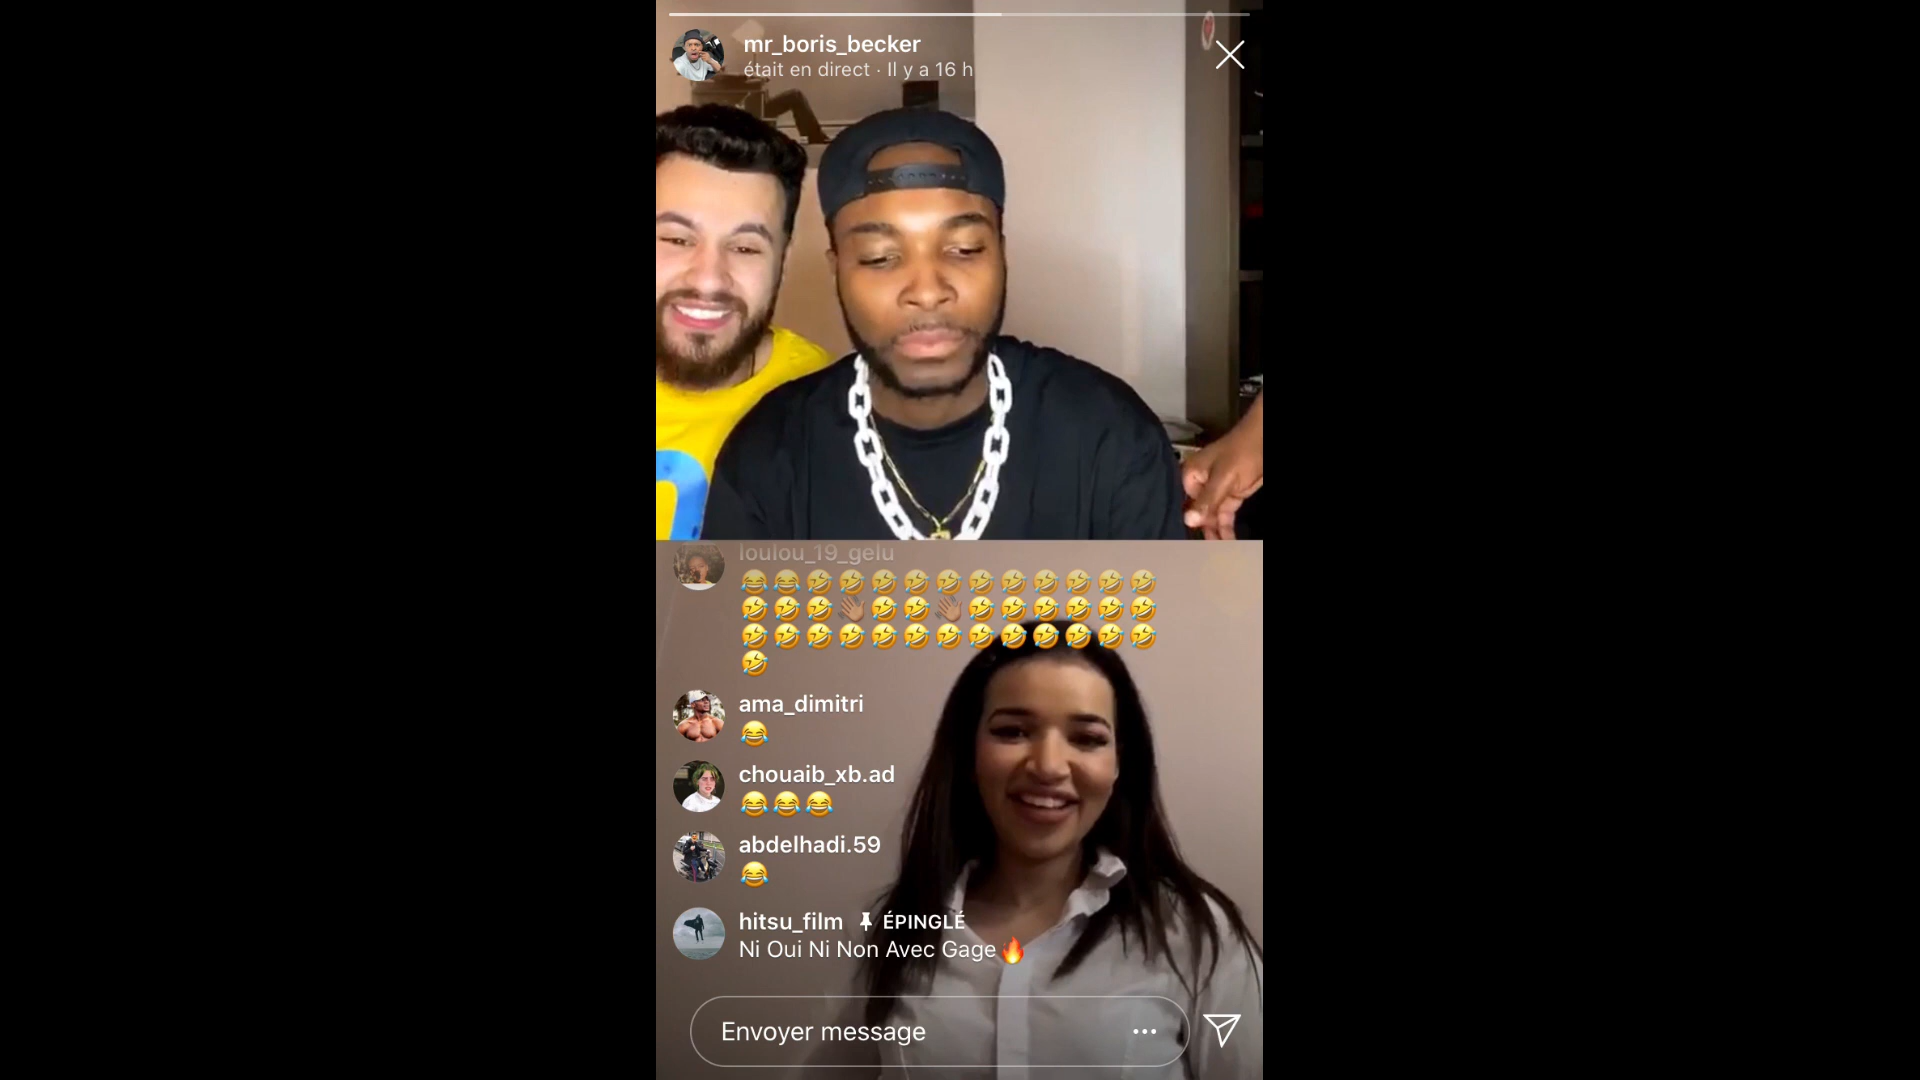 mr_boris_becker
était en direct · Il y a 16 h
loulou_19_gelu
😂😂🤣🤣🤣🤣🤣🤣🤣🤣🤣🤣🤣
🤣🤣🤣👋🏽🤣🤣👋🏽🤣🤣🤣🤣🤣🤣
🤣🤣🤣🤣🤣🤣🤣🤣🤣🤣🤣🤣🤣
🤣
ama_dimitri
😂
chouaib_xb.ad
😂😂😂
abdelhadi.59
😂
hitsu_film 📌 ÉPINGLÉ
Ni Oui Ni Non Avec Gage🔥
Envoyer message